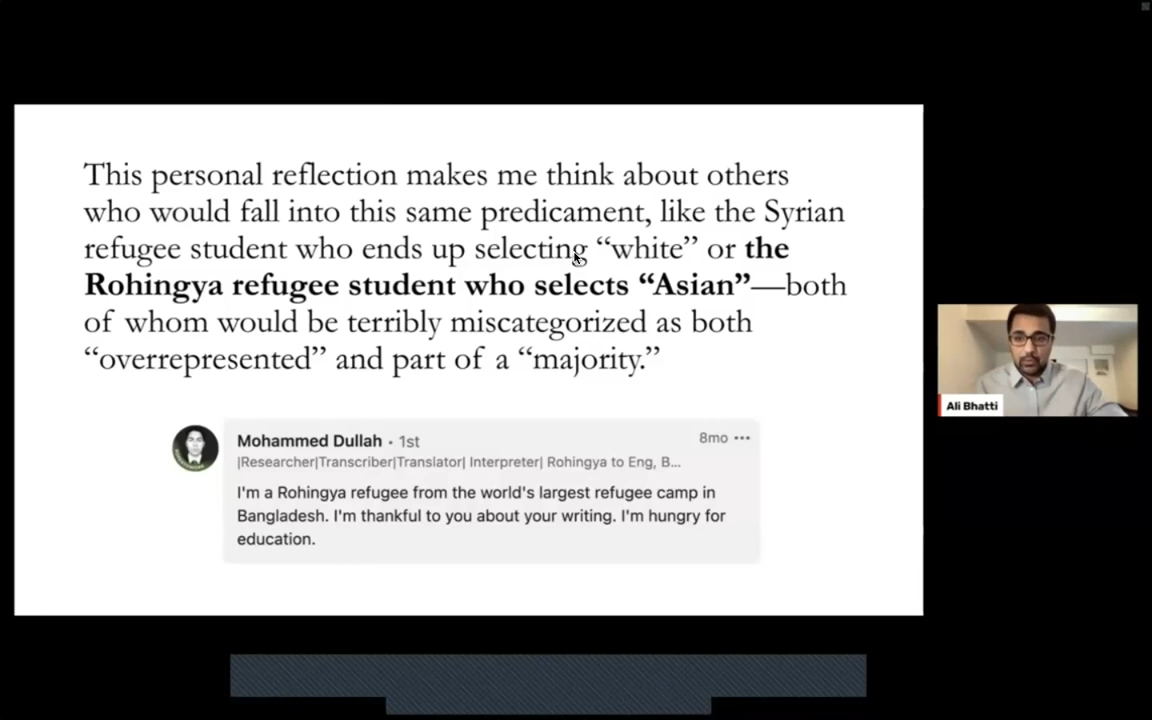 This personal reflection makes me think about others
who would fall into this same predicament, like the Syrian
refugee student who ends up selecting “white” or the
Rohingya refugee student who selects “Asian”—both
of whom would be terribly miscategorized as both
“overrepresented” and part of a “majority.”
Mohammed Dullah • 1st 8mo •••
|Researcher|Transcriber|Translator| Interpreter| Rohingya to Eng, B...
I'm a Rohingya refugee from the world's largest refugee camp in
Bangladesh. I'm thankful to you about your writing. I'm hungry for
education.
Ali Bhatti